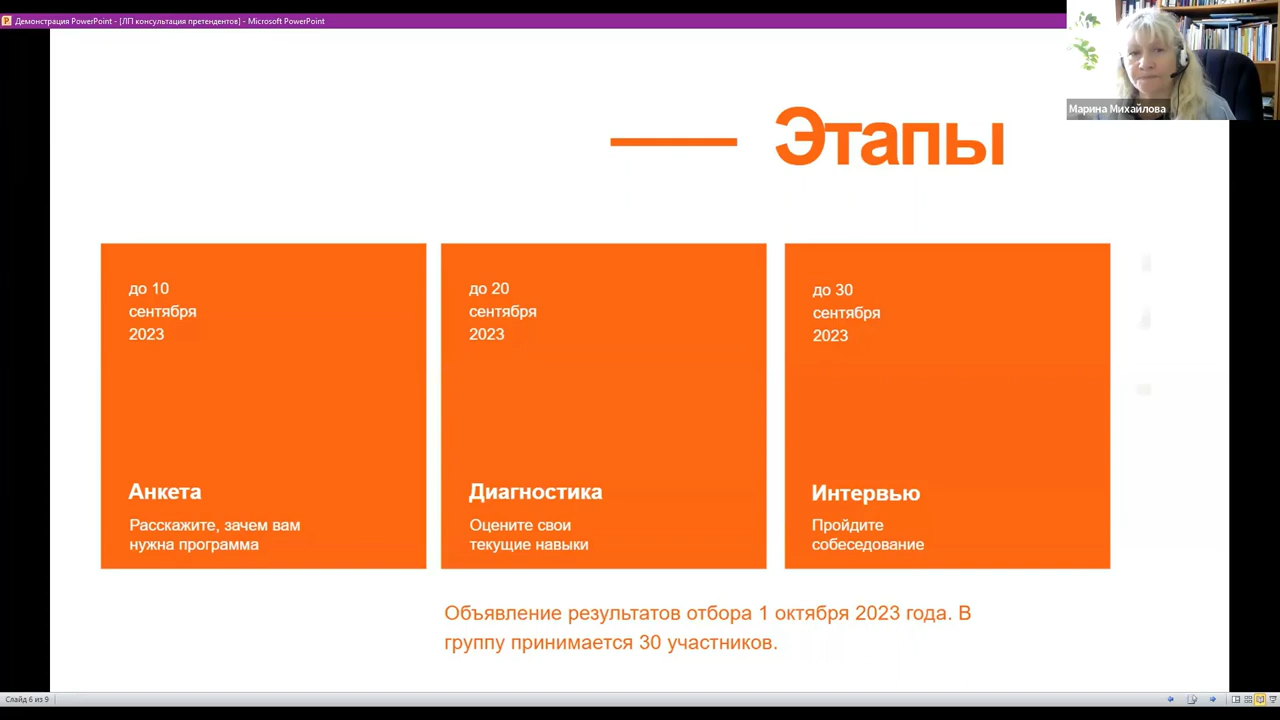 Демонстрация PowerPoint - [ЛП консультация претендентов] - Microsoft PowerPoint
Марина Михайлова
Этапы
до 10
сентября
2023
Анкета
Расскажите, зачем вам
нужна программа
до 20
сентября
2023
Диагностика
Оцените свои
текущие навыки
до 30
сентября
2023
Интервью
Пройдите
собеседование
Объявление результатов отбора 1 октября 2023 года. В
группу принимается 30 участников.
Слайд 6 из 9